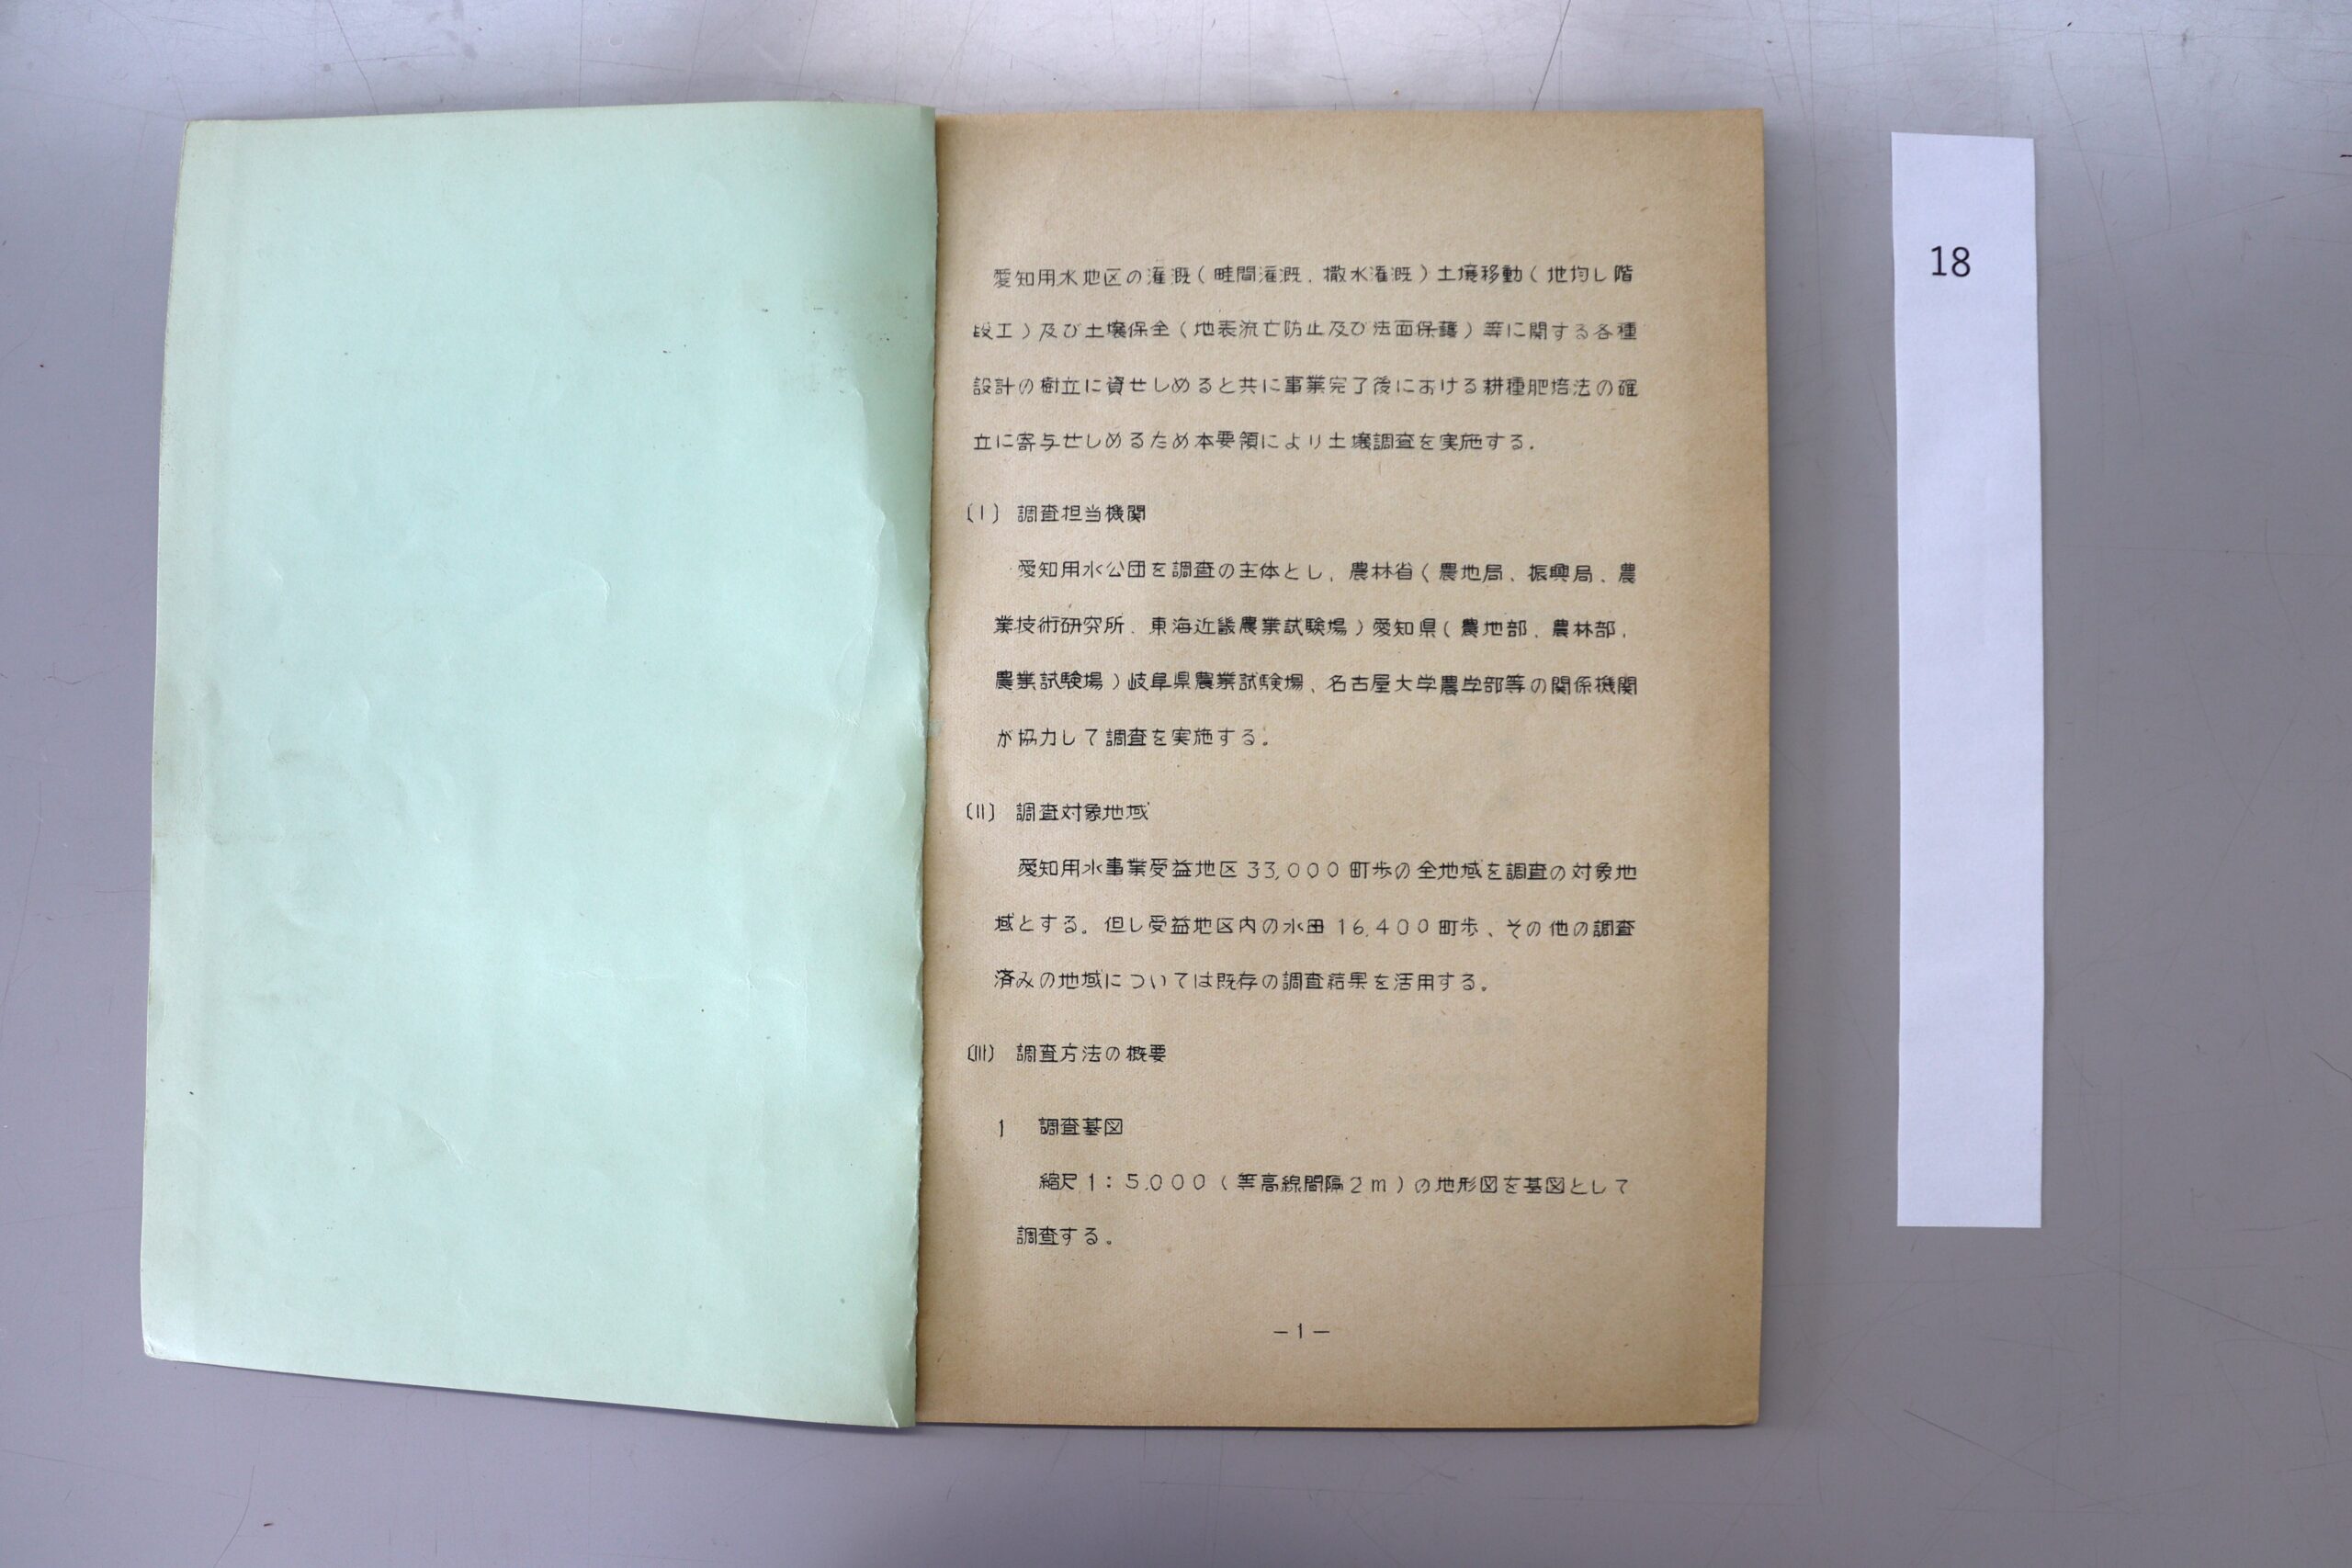 愛知用水地区の灌漑（畦間灌漑、撒水灌漑）土壌移動（地均し階
段工）及び土壌保全（地表流亡防止及び法面保護）等に関する各種
設計の樹立に資せしめると共に事業完了後における耕種肥培法の確
立に寄与せしめるため本要領により土壌調査を実施する。
〔Ⅰ〕 調査担当機関
愛知用水公団を調査の主体とし、農林省（農地局、振興局、農
業技術研究所、東海近畿農業試験場）愛知県（農地部、農林部、
農業試験場）岐阜県農業試験場、名古屋大学農学部等の関係機関
が協力して調査を実施する。
〔Ⅱ〕 調査対象地域
愛知用水事業受益地区33,000町歩の全地域を調査の対象地
域とする。但し受益地区内の水田16,400町歩、その他の調査
済みの地域については既存の調査結果を活用する。
〔Ⅲ〕 調査方法の概要
1 調査基図
縮尺1：5,000（等高線間隔2m）の地形図を基図として
調査する。
－1－
18